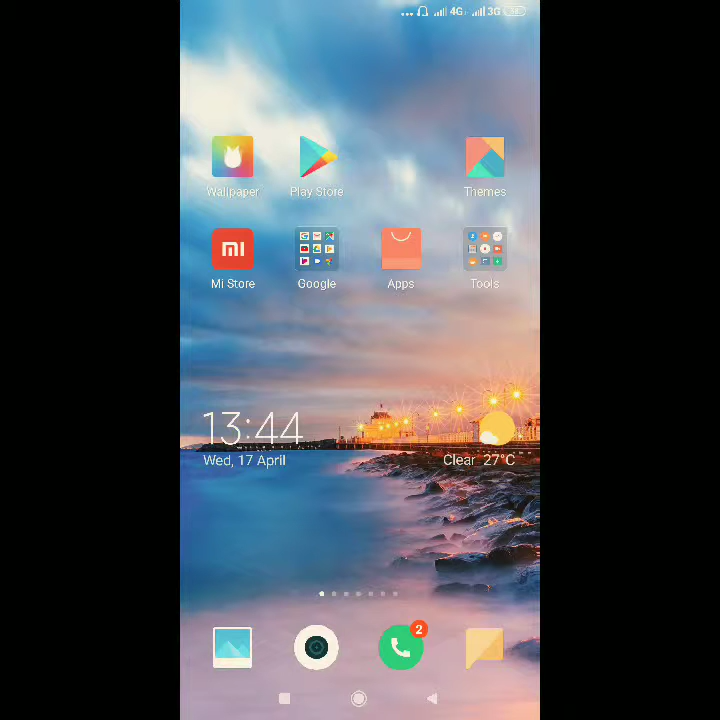 4G 3G
Wallpaper Play Store Themes
mi
Mi Store Google Apps Tools
13:44
Wed, 17 April Clear 27°C
2